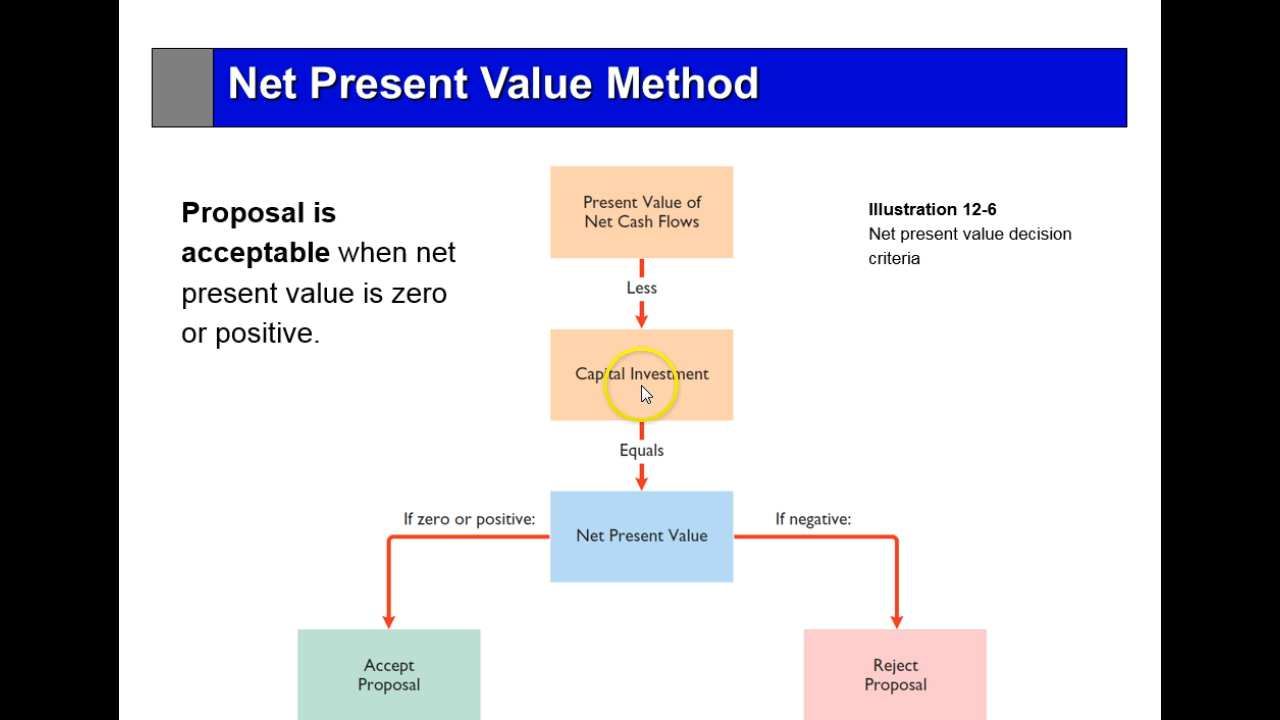 Net Present Value Method
Proposal is
acceptable when net
present value is zero
or positive.
Present Value of
Net Cash Flows
Illustration 12-6
Net present value decision
criteria
Less
Capital Investment
Equals
If zero or positive:
Net Present Value
If negative:
Accept
Proposal
Reject
Proposal